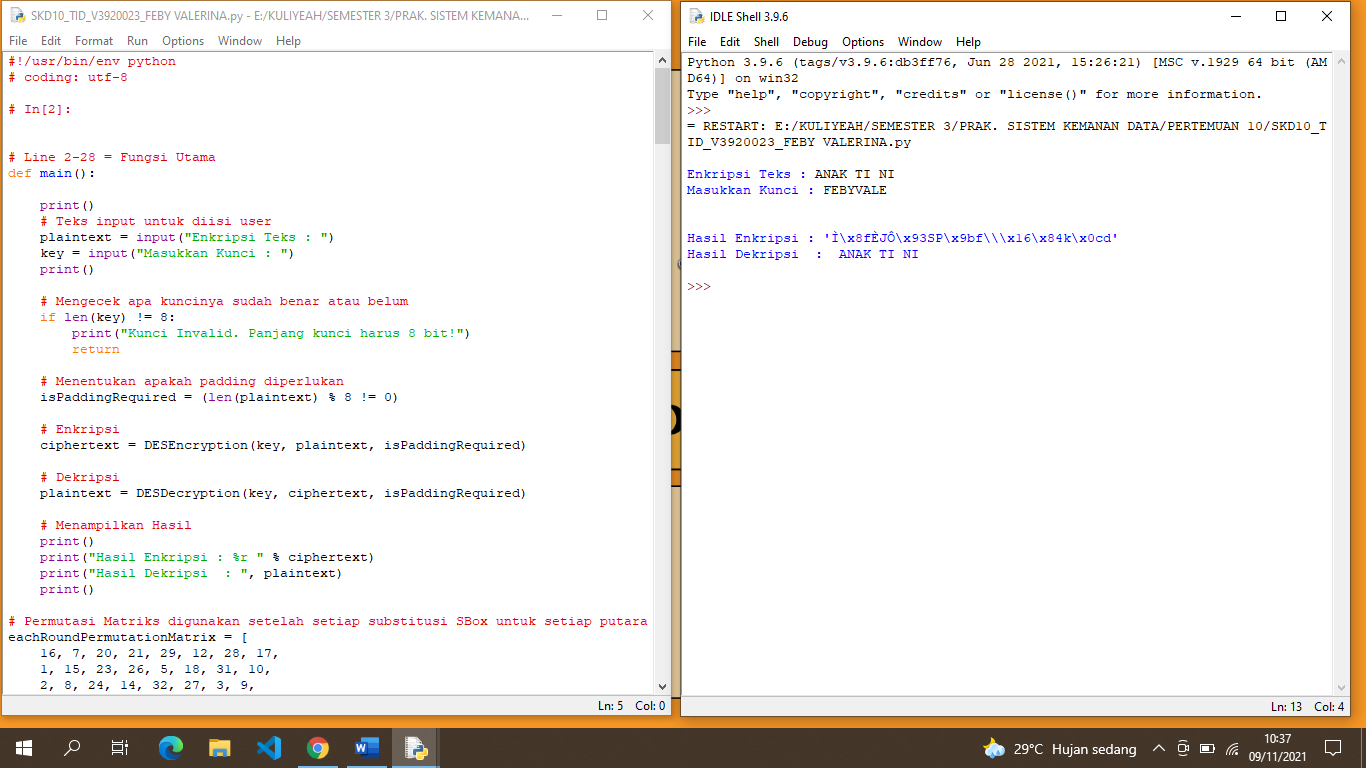 SKD10_TID_V3920023_FEBY VALERINA.py - E:/KULIYEAH/SEMESTER 3/PRAK. SISTEM KEMANA...
File Edit Format Run Options Window Help
#!/usr/bin/env python
# coding: utf-8
# In[2]:
# Line 2-28 = Fungsi Utama
def main():
print()
# Teks input untuk diisi user
plaintext = input("Enkripsi Teks : ")
key = input("Masukkan Kunci : ")
print()
# Mengecek apa kuncinya sudah benar atau belum
if len(key) != 8:
print("Kunci Invalid. Panjang kunci harus 8 bit!")
return
# Menentukan apakah padding diperlukan
isPaddingRequired = (len(plaintext) % 8 != 0)
# Enkripsi
ciphertext = DESEncryption(key, plaintext, isPaddingRequired)
# Dekripsi
plaintext = DESDecryption(key, ciphertext, isPaddingRequired)
# Menampilkan Hasil
print()
print("Hasil Enkripsi : %r " % ciphertext)
print("Hasil Dekripsi  : ", plaintext)
print()
# Permutasi Matriks digunakan setelah setiap substitusi SBox untuk setiap putara
eachRoundPermutationMatrix = [
16, 7, 20, 21, 29, 12, 28, 17,
1, 15, 23, 26, 5, 18, 31, 10,
2, 8, 24, 14, 32, 27, 3, 9,
Ln: 5 Col: 0
IDLE Shell 3.9.6
File Edit Shell Debug Options Window Help
Python 3.9.6 (tags/v3.9.6:db3ff76, Jun 28 2021, 15:26:21) [MSC v.1929 64 bit (AM
D64)] on win32
Type "help", "copyright", "credits" or "license()" for more information.
>>>
= RESTART: E:/KULIYEAH/SEMESTER 3/PRAK. SISTEM KEMANAN DATA/PERTEMUAN 10/SKD10_T
ID_V3920023_FEBY VALERINA.py
Enkripsi Teks : ANAK TI NI
Masukkan Kunci : FEBYVALE
Hasil Enkripsi : 'Ì\x8fÈJÔ\x93SP\x9bf\\\x16\x84k\x0cd'
Hasil Dekripsi  :  ANAK TI NI
>>>
Ln: 13 Col: 4
29°C Hujan sedang
10:37
09/11/2021